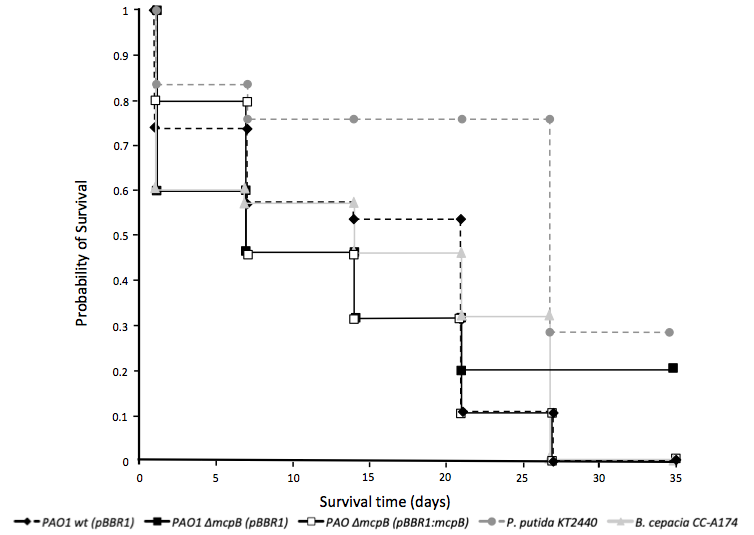 1
0.9
0.8
0.7
0.6
0.5
0.4
0.3
0.2
0.1
0
Probability of Survival
0 5 10 15 20 25 30 35
Survival time (days)
PAO1 wt (pBBR1) PAO1 ΔmcpB (pBBR1) PAO ΔmcpB (pBBR1:mcpB) P. putida KT2440 B. cepacia CC-A174